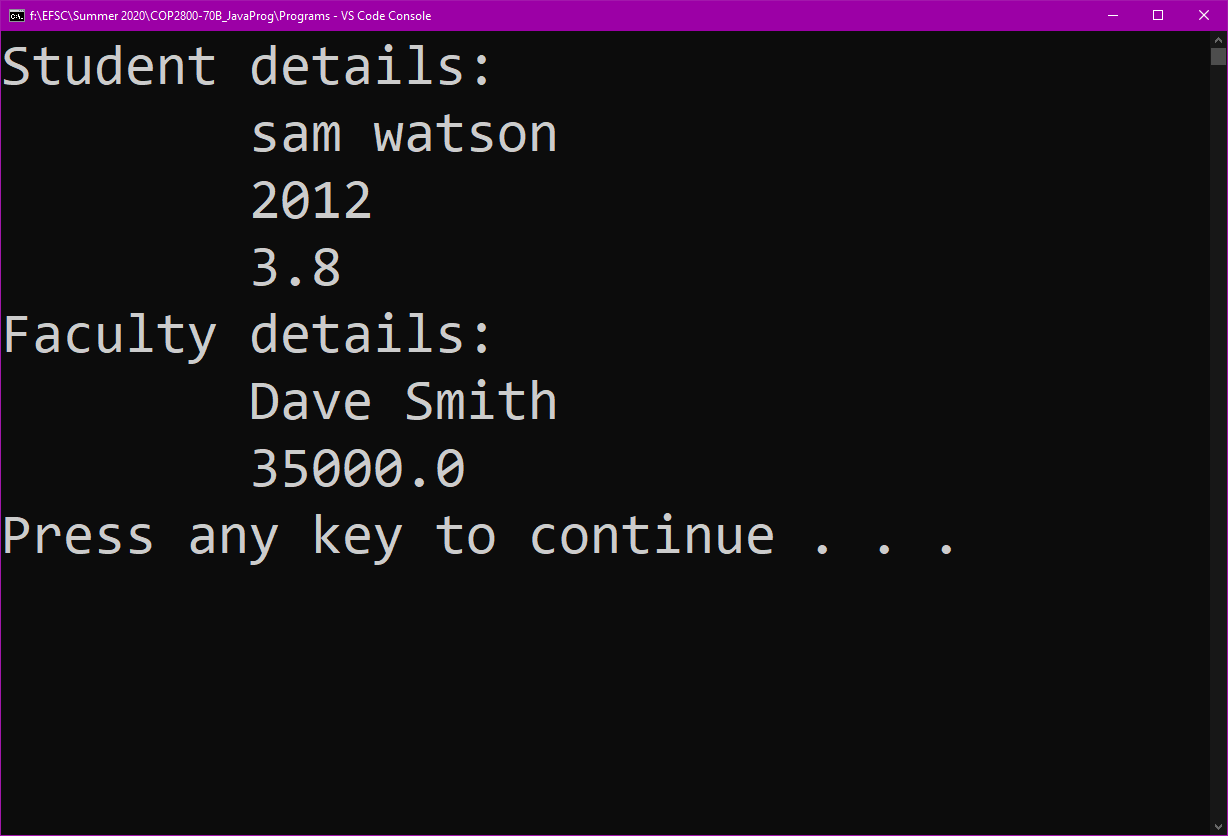 f:\EFSC\Summer 2020\COP2800-70B_JavaProg\Programs - VS Code Console
Student details:
sam watson
2012
3.8
Faculty details:
Dave Smith
35000.0
Press any key to continue . . .